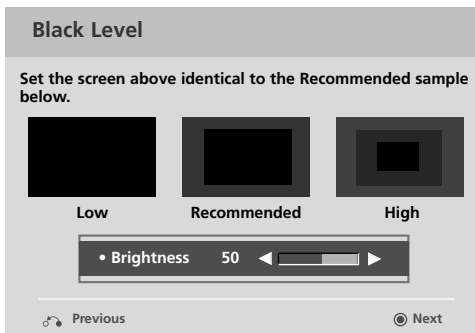 Black Level
Set the screen above identical to the Recommended sample
below.
Low Recommended High
• Brightness 50
Previous Next